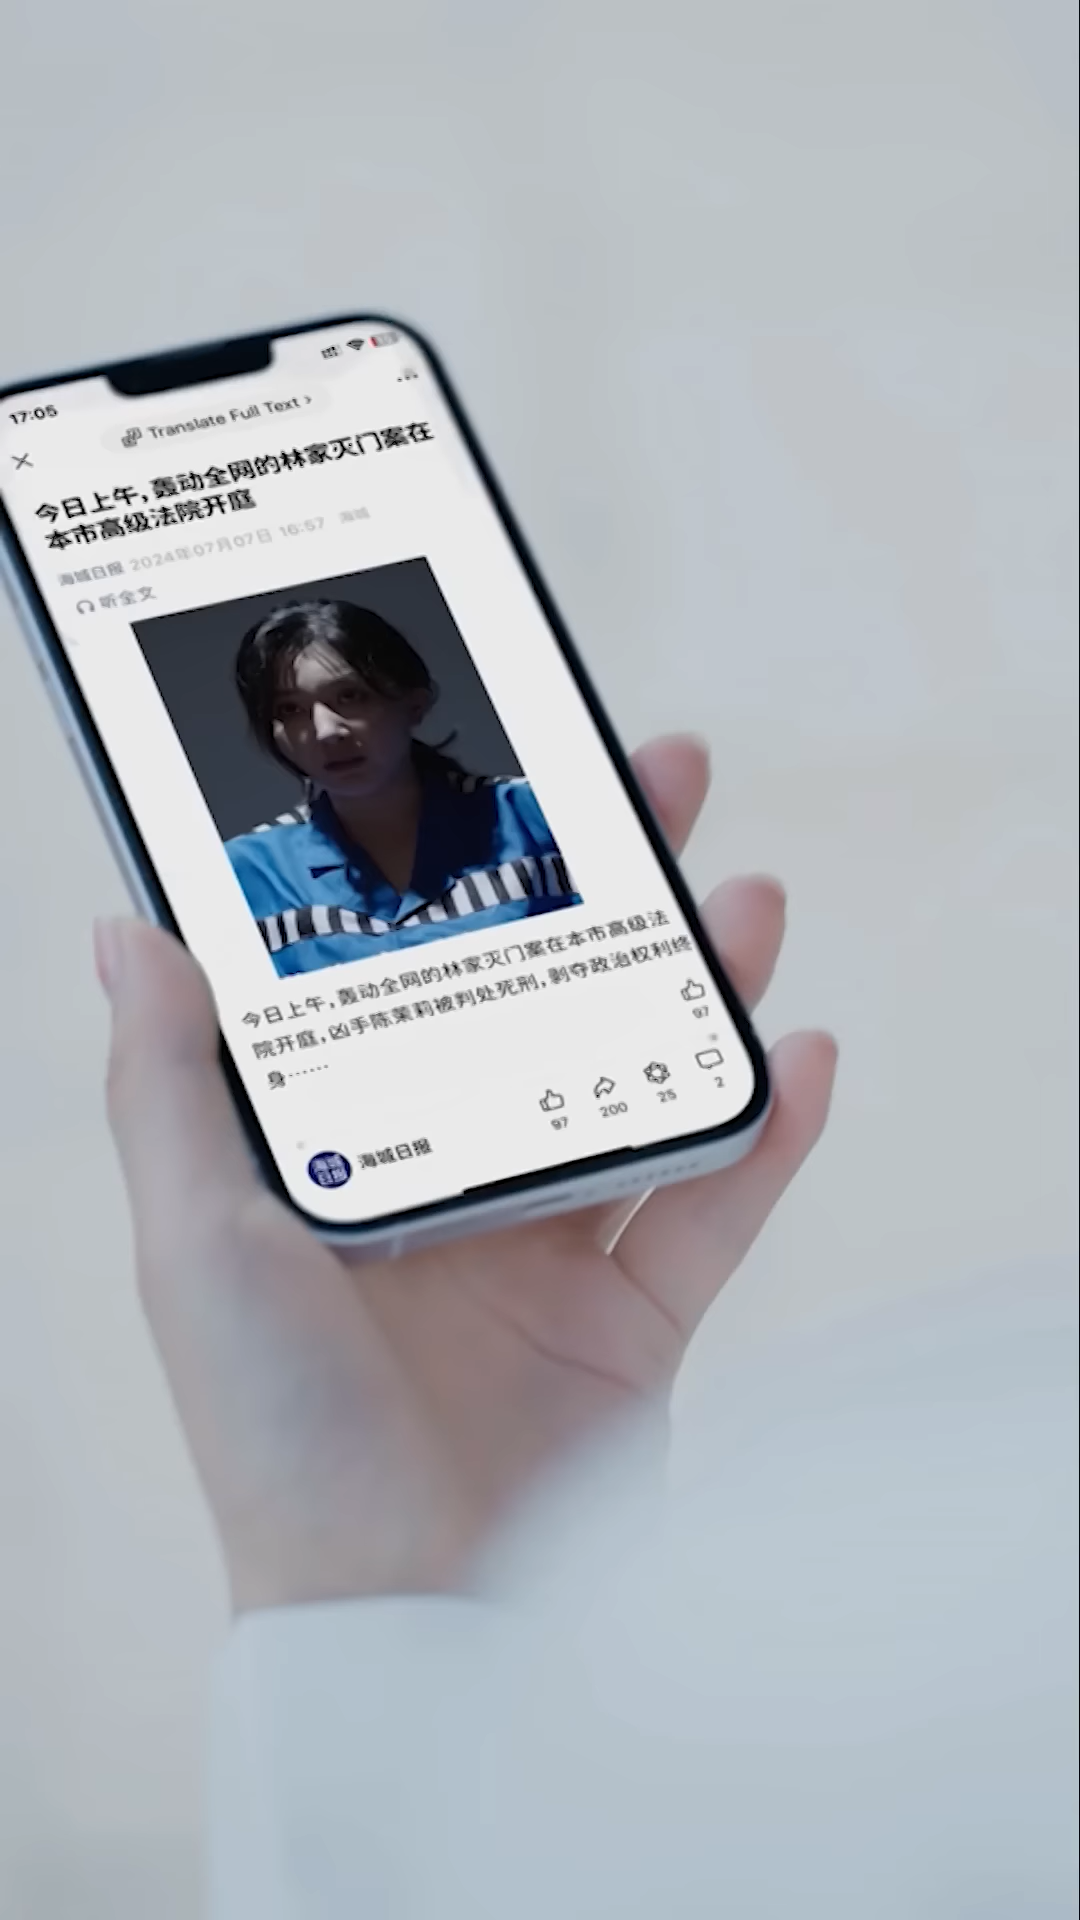 17:05
Translate Full Text ›
今日上午，轰动全网的林家灭门案在
本市高级法院开庭
海城日报 2024年07月07日 16:57 海城
听全文
今日上午，轰动全网的林家灭门案在本市高级法
院开庭，凶手陈茉莉被判处死刑，剥夺政治权利终
身……
97
97 200 25 2
海城日报
海城日报